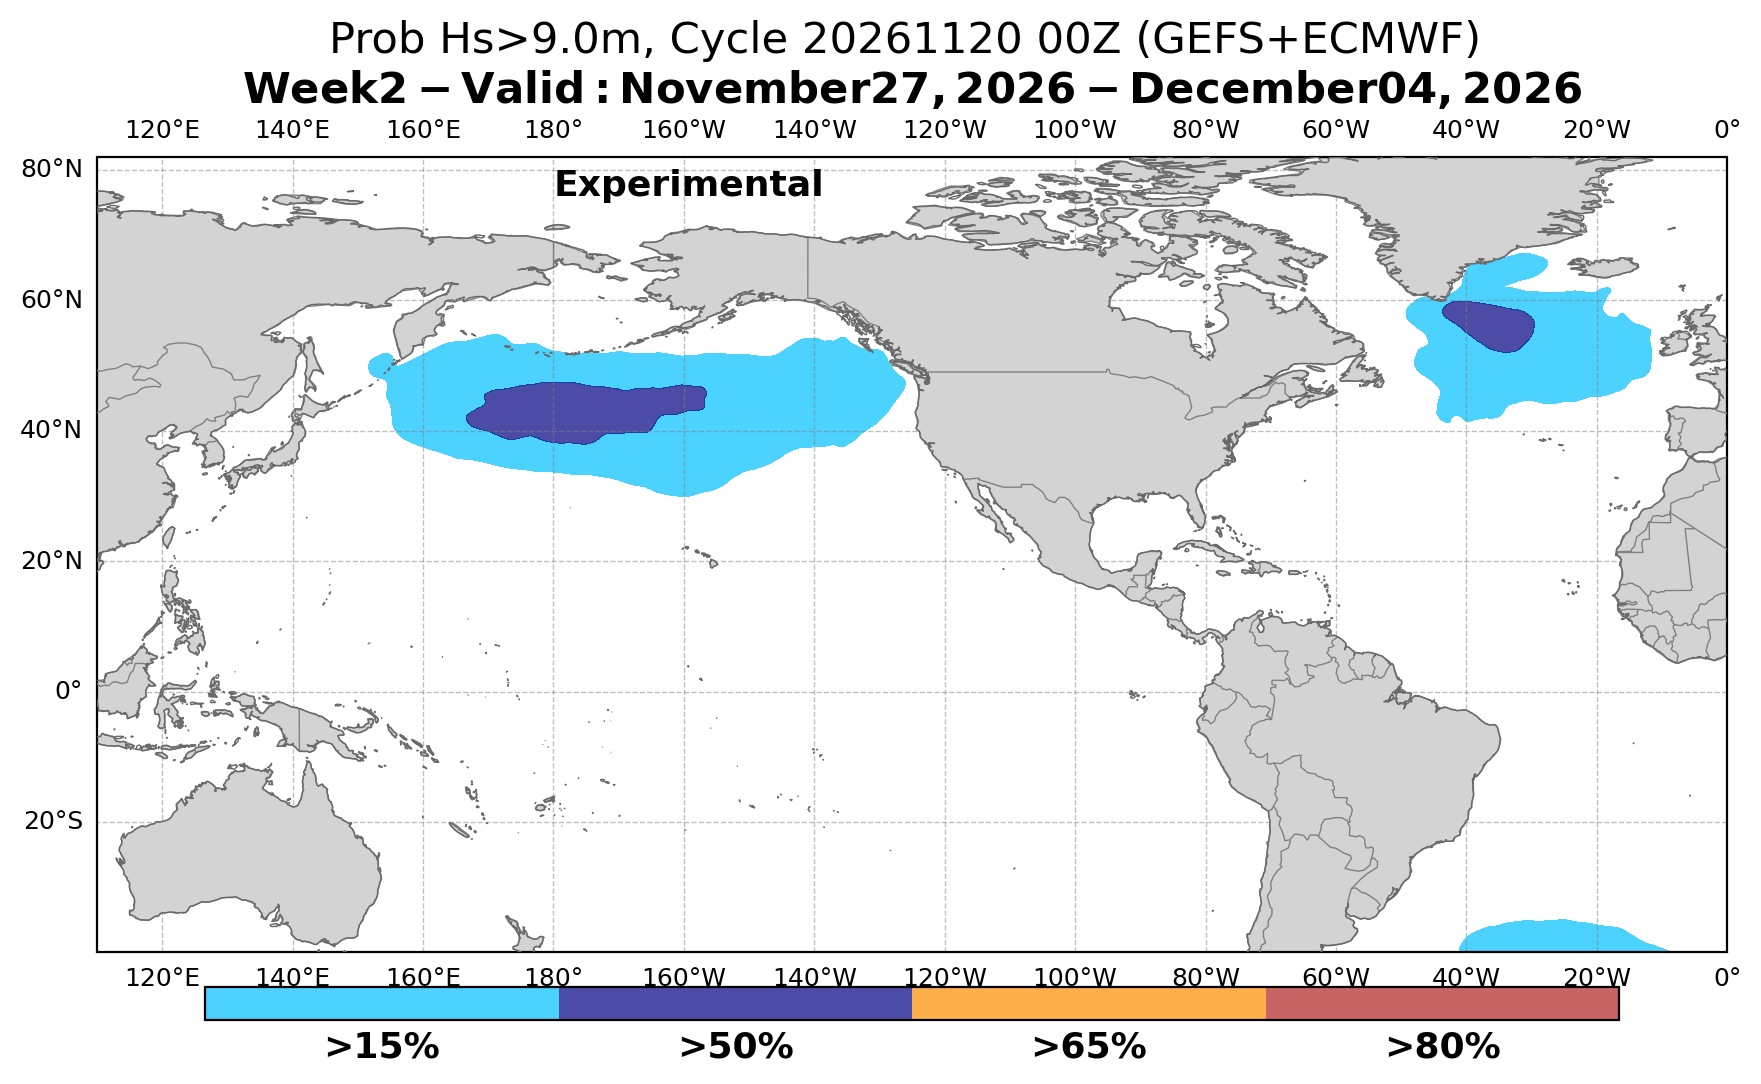 Prob Hs>9.0m, Cycle 20261120 00Z (GEFS+ECMWF)
Week2 – Valid : November27, 2026 – December04, 2026
120°E 140°E 160°E 180° 160°W 140°W 120°W 100°W 80°W 60°W 40°W 20°W 0°
80°N
Experimental
60°N
40°N
20°N
0°
20°S
120°E 140°E 160°E 180° 160°W 140°W 120°W 100°W 80°W 60°W 40°W 20°W 0°
>15% >50% >65% >80%